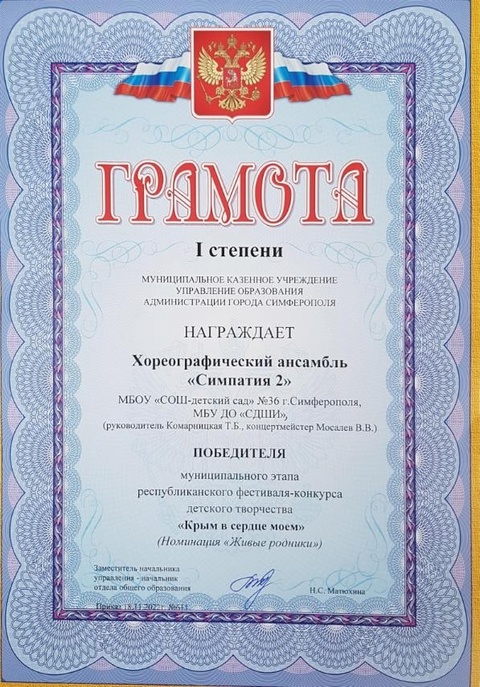 ГРАМОТА
I степени
МУНИЦИПАЛЬНОЕ КАЗЕННОЕ УЧРЕЖДЕНИЕ
УПРАВЛЕНИЕ ОБРАЗОВАНИЯ
АДМИНИСТРАЦИИ ГОРОДА СИМФЕРОПОЛЯ
НАГРАЖДАЕТ
Хореографический ансамбль
«Симпатия 2»
МБОУ «СОШ-детский сад» №36 г.Симферополя,
МБУ ДО «СДШИ»,
(руководитель Комарницкая Т.Б., концертмейстер Мосалев В.В.)
ПОБЕДИТЕЛЯ
муниципального этапа
республиканского фестиваля-конкурса
детского творчества
«Крым в сердце моем»
(Номинация «Живые родники»)
Заместитель начальника
управления - начальник
отдела общего образования
Н.С. Матюхина
Приказ